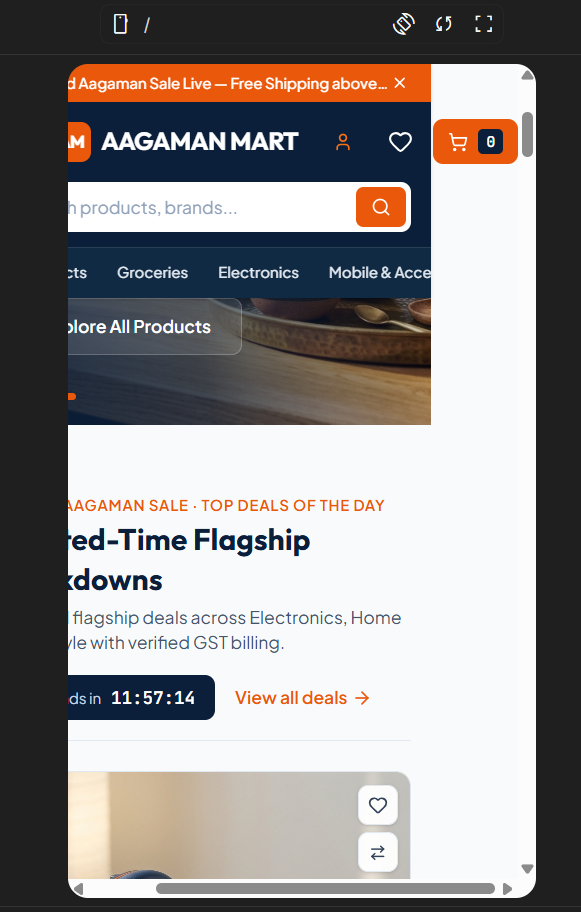 /
d Aagaman Sale Live — Free Shipping above...
AM AAGAMAN MART
0
h products, brands...
cts Groceries Electronics Mobile & Acce
plore All Products
AAGAMAN SALE · TOP DEALS OF THE DAY
ted-Time Flagship
kdowns
l flagship deals across Electronics, Home
yle with verified GST billing.
ds in 11:57:14 View all deals →